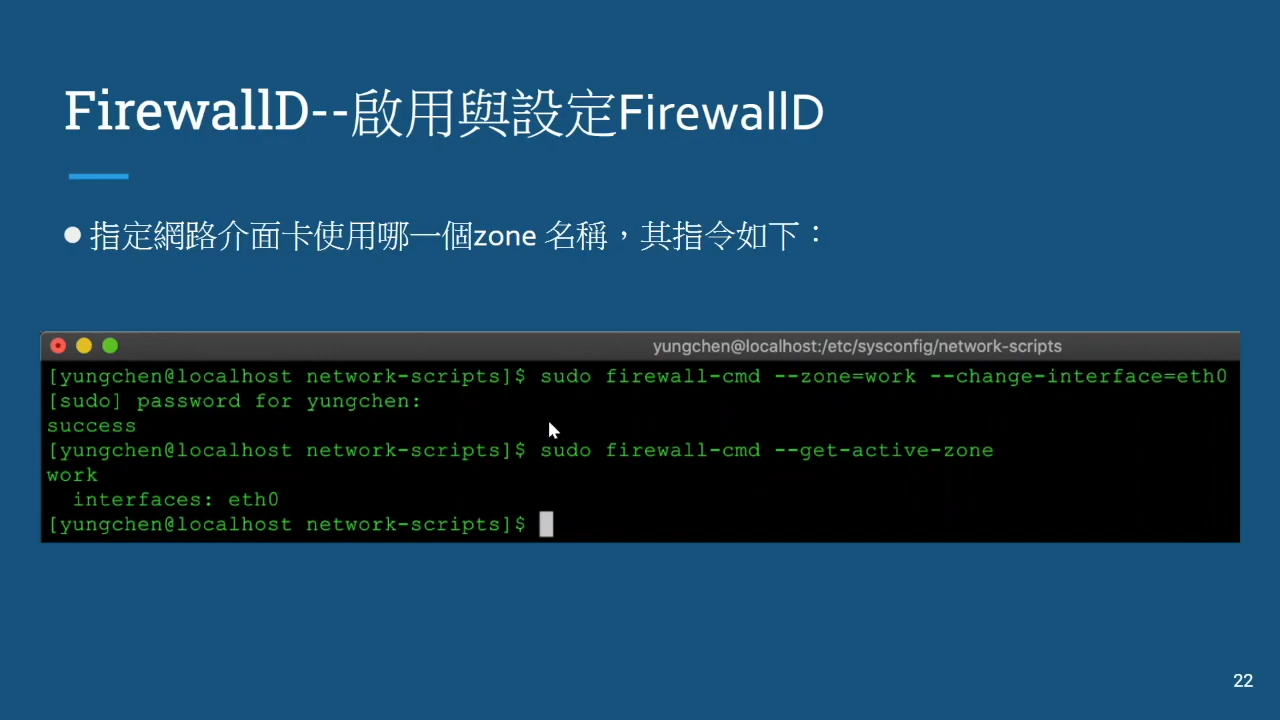 FirewallD--啟用與設定FirewallD
指定網路介面卡使用哪一個zone 名稱，其指令如下：
yungchen@localhost:/etc/sysconfig/network-scripts
[yungchen@localhost network-scripts]$ sudo firewall-cmd --zone=work --change-interface=eth0
[sudo] password for yungchen:
success
[yungchen@localhost network-scripts]$ sudo firewall-cmd --get-active-zone
work
  interfaces: eth0
[yungchen@localhost network-scripts]$
22